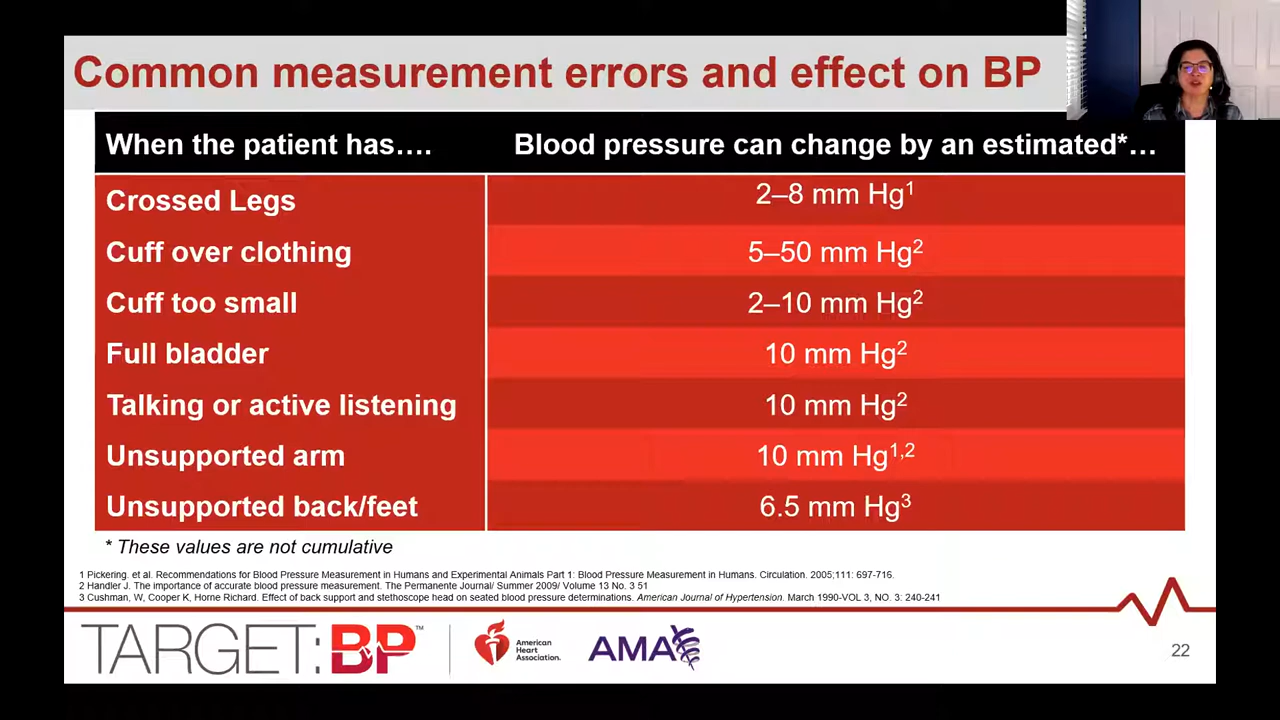 Common measurement errors and effect on BP
When the patient has…. Blood pressure can change by an estimated*…
Crossed Legs 2–8 mm Hg1
Cuff over clothing 5–50 mm Hg2
Cuff too small 2–10 mm Hg2
Full bladder 10 mm Hg2
Talking or active listening 10 mm Hg2
Unsupported arm 10 mm Hg1,2
Unsupported back/feet 6.5 mm Hg3
* These values are not cumulative
1 Pickering. et al. Recommendations for Blood Pressure Measurement in Humans and Experimental Animals Part 1: Blood Pressure Measurement in Humans. Circulation. 2005;111: 697-716.
2 Handler J. The importance of accurate blood pressure measurement. The Permanente Journal/ Summer 2009/ Volume 13 No. 3 51
3 Cushman, W, Cooper K, Horne Richard. Effect of back support and stethoscope head on seated blood pressure determinations. American Journal of Hypertension. March 1990-VOL 3, NO. 3: 240-241
TARGET:BP™
American
Heart
Association.
AMA
22